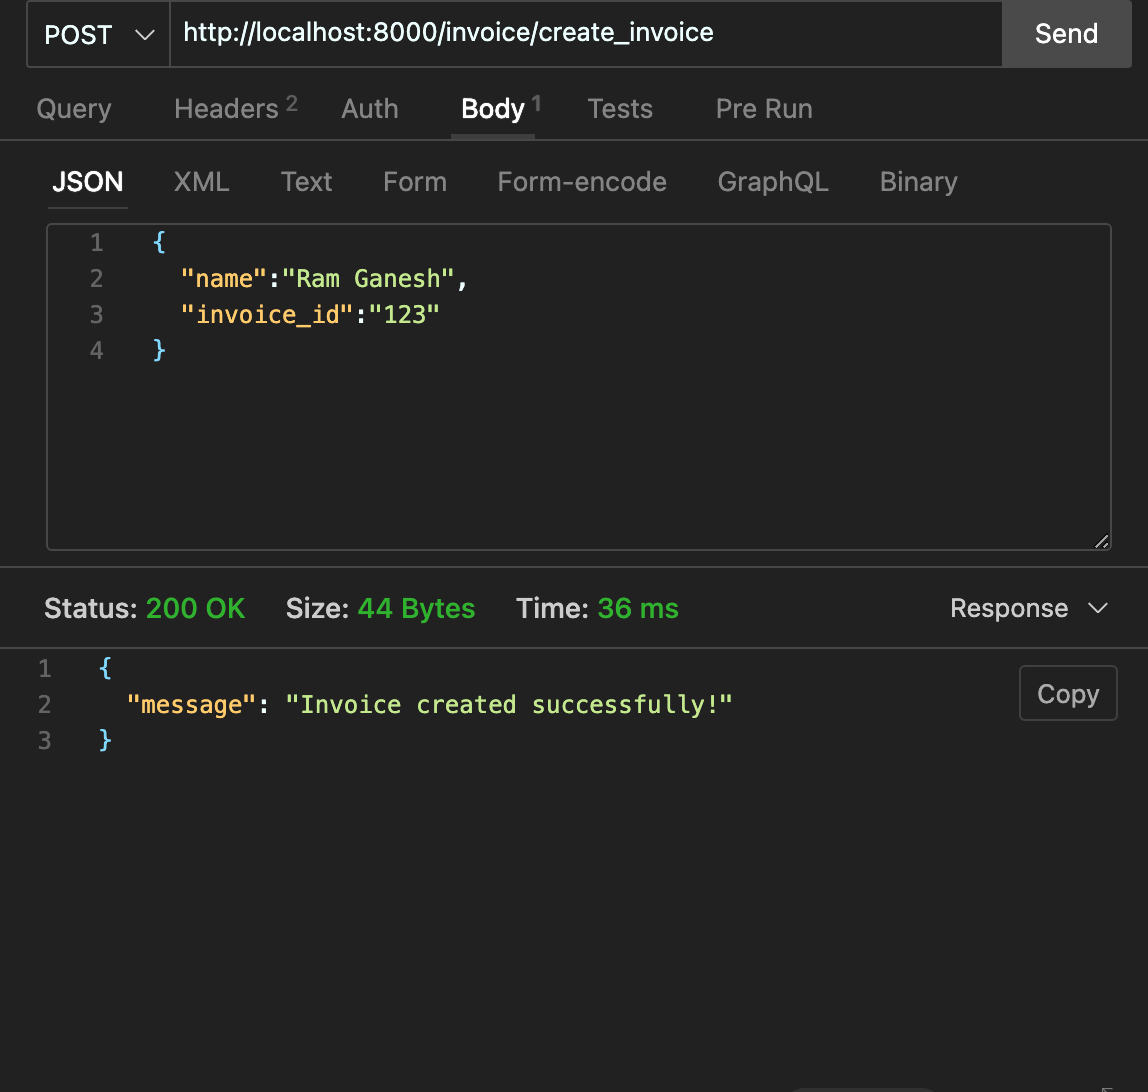 POST http://localhost:8000/invoice/create_invoice Send
Query Headers 2 Auth Body 1 Tests Pre Run
JSON XML Text Form Form-encode GraphQL Binary
1 {
2 "name":"Ram Ganesh",
3 "invoice_id":"123"
4 }
Status: 200 OK Size: 44 Bytes Time: 36 ms Response
1 {
2 "message": "Invoice created successfully!"
3 }
Copy